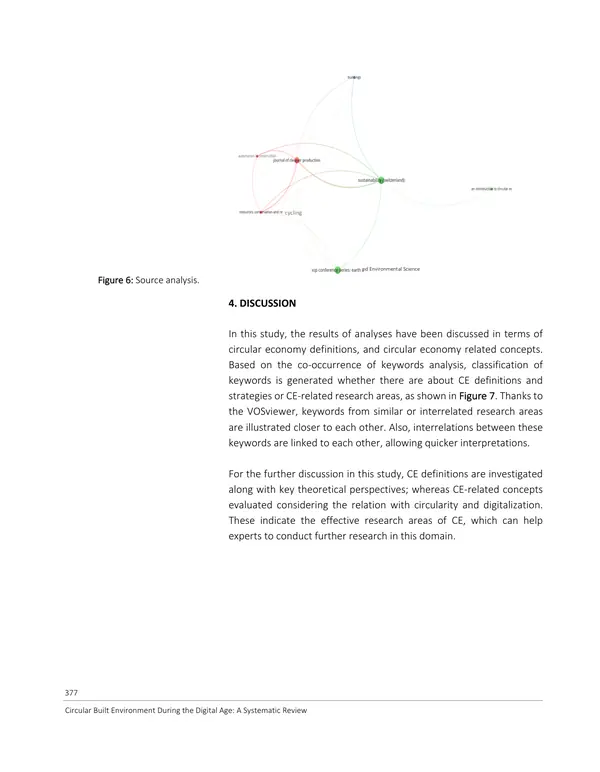 journal of cleaner production
sustainability (switzerland)
cycling
iop conference series: earth and Environmental Science
Figure 6: Source analysis.
4. DISCUSSION
In this study, the results of analyses have been discussed in terms of
circular economy definitions, and circular economy related concepts.
Based on the co-occurrence of keywords analysis, classification of
keywords is generated whether there are about CE definitions and
strategies or CE-related research areas, as shown in Figure 7. Thanks to
the VOSviewer, keywords from similar or interrelated research areas
are illustrated closer to each other. Also, interrelations between these
keywords are linked to each other, allowing quicker interpretations.
For the further discussion in this study, CE definitions are investigated
along with key theoretical perspectives; whereas CE-related concepts
evaluated considering the relation with circularity and digitalization.
These indicate the effective research areas of CE, which can help
experts to conduct further research in this domain.
377
Circular Built Environment During the Digital Age: A Systematic Review